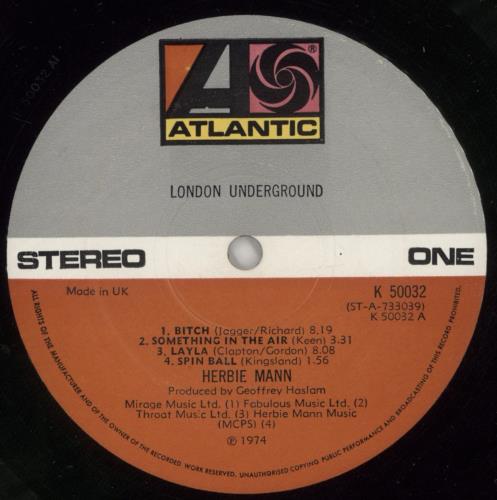 50032 A1
ATLANTIC
®
LONDON UNDERGROUND
STEREO ONE
Made in UK
K 50032
(ST-A-733039)
K 50032 A
1. BITCH (Jagger/Richard) 8.19
2. SOMETHING IN THE AIR (Keen) 3.31
3. LAYLA (Clapton/Gordon) 8.08
4. SPIN BALL (Kingsland) 1.56
HERBIE MANN
Produced by Geoffrey Haslam
Mirage Music Ltd. (1) Fabulous Music Ltd. (2)
Throat Music Ltd. (3) Herbie Mann Music
(MCPS) (4)
℗ 1974
ALL RIGHTS OF THE MANUFACTURER AND OF THE OWNER OF THE RECORDED WORK RESERVED. UNAUTHORISED COPYING PUBLIC PERFORMANCE AND BROADCASTING OF THIS RECORD PROHIBITED.